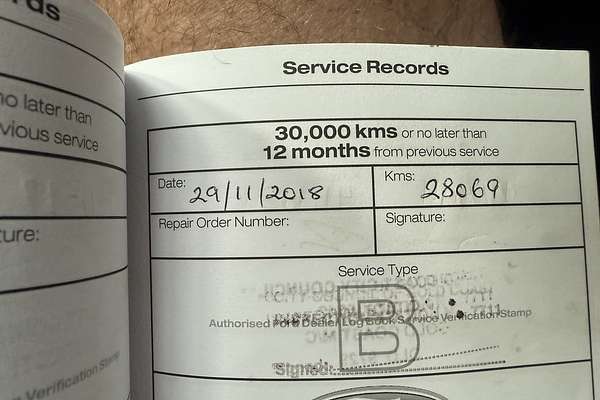 rds
no later than
vious service
ture:
n Verification Stamp
Service Records
30,000 kms or no later than
12 months from previous service
Date: 29/11/2018
Kms: 28069
Repair Order Number:
Signature:
Service Type
B
Authorised Ford Dealer Log Book Service Verification Stamp
Signed: